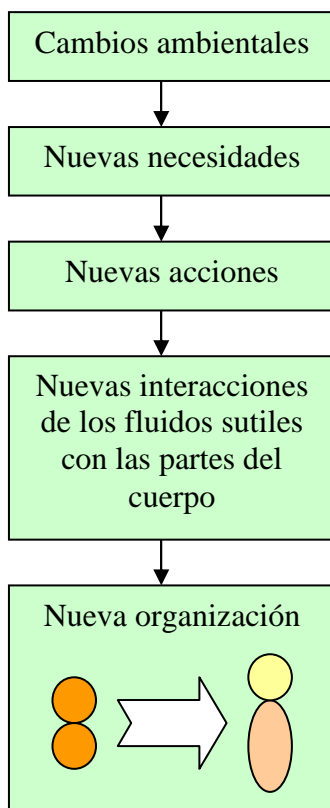 Cambios ambientales
Nuevas necesidades
Nuevas acciones
Nuevas interacciones
de los fluidos sutiles
con las partes del
cuerpo
Nueva organización